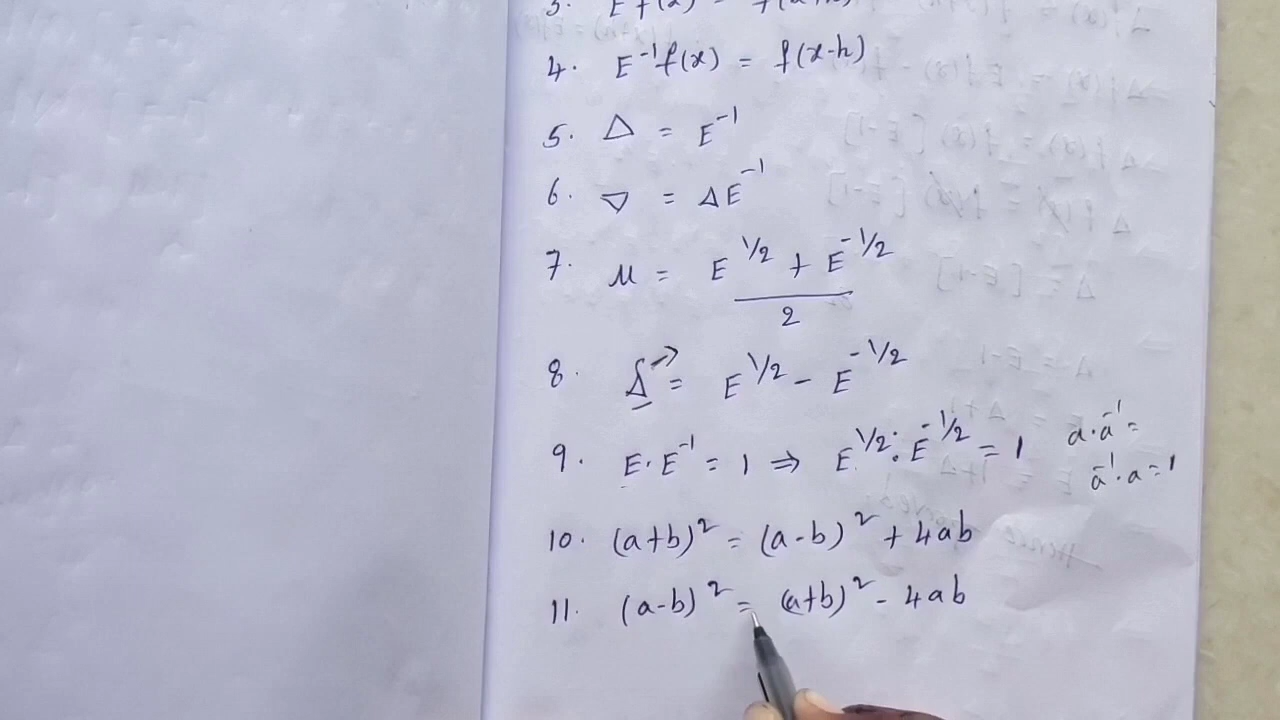 3. E f(x) = f(x+h)
4. E⁻¹f(x) = f(x-h)
5. Δ = E⁻¹
6. ∇ = ΔE⁻¹
7. μ = E^1/2 + E^-1/2
2
8. δ → = E^1/2 - E^-1/2
9. E.E⁻¹ = 1 ⇒ E^1/2 . E^-1/2 = 1
a.a⁻¹ =
a⁻¹.a = 1
10. (a+b)² = (a-b)² + 4ab
11. (a-b)² = (a+b)² - 4ab